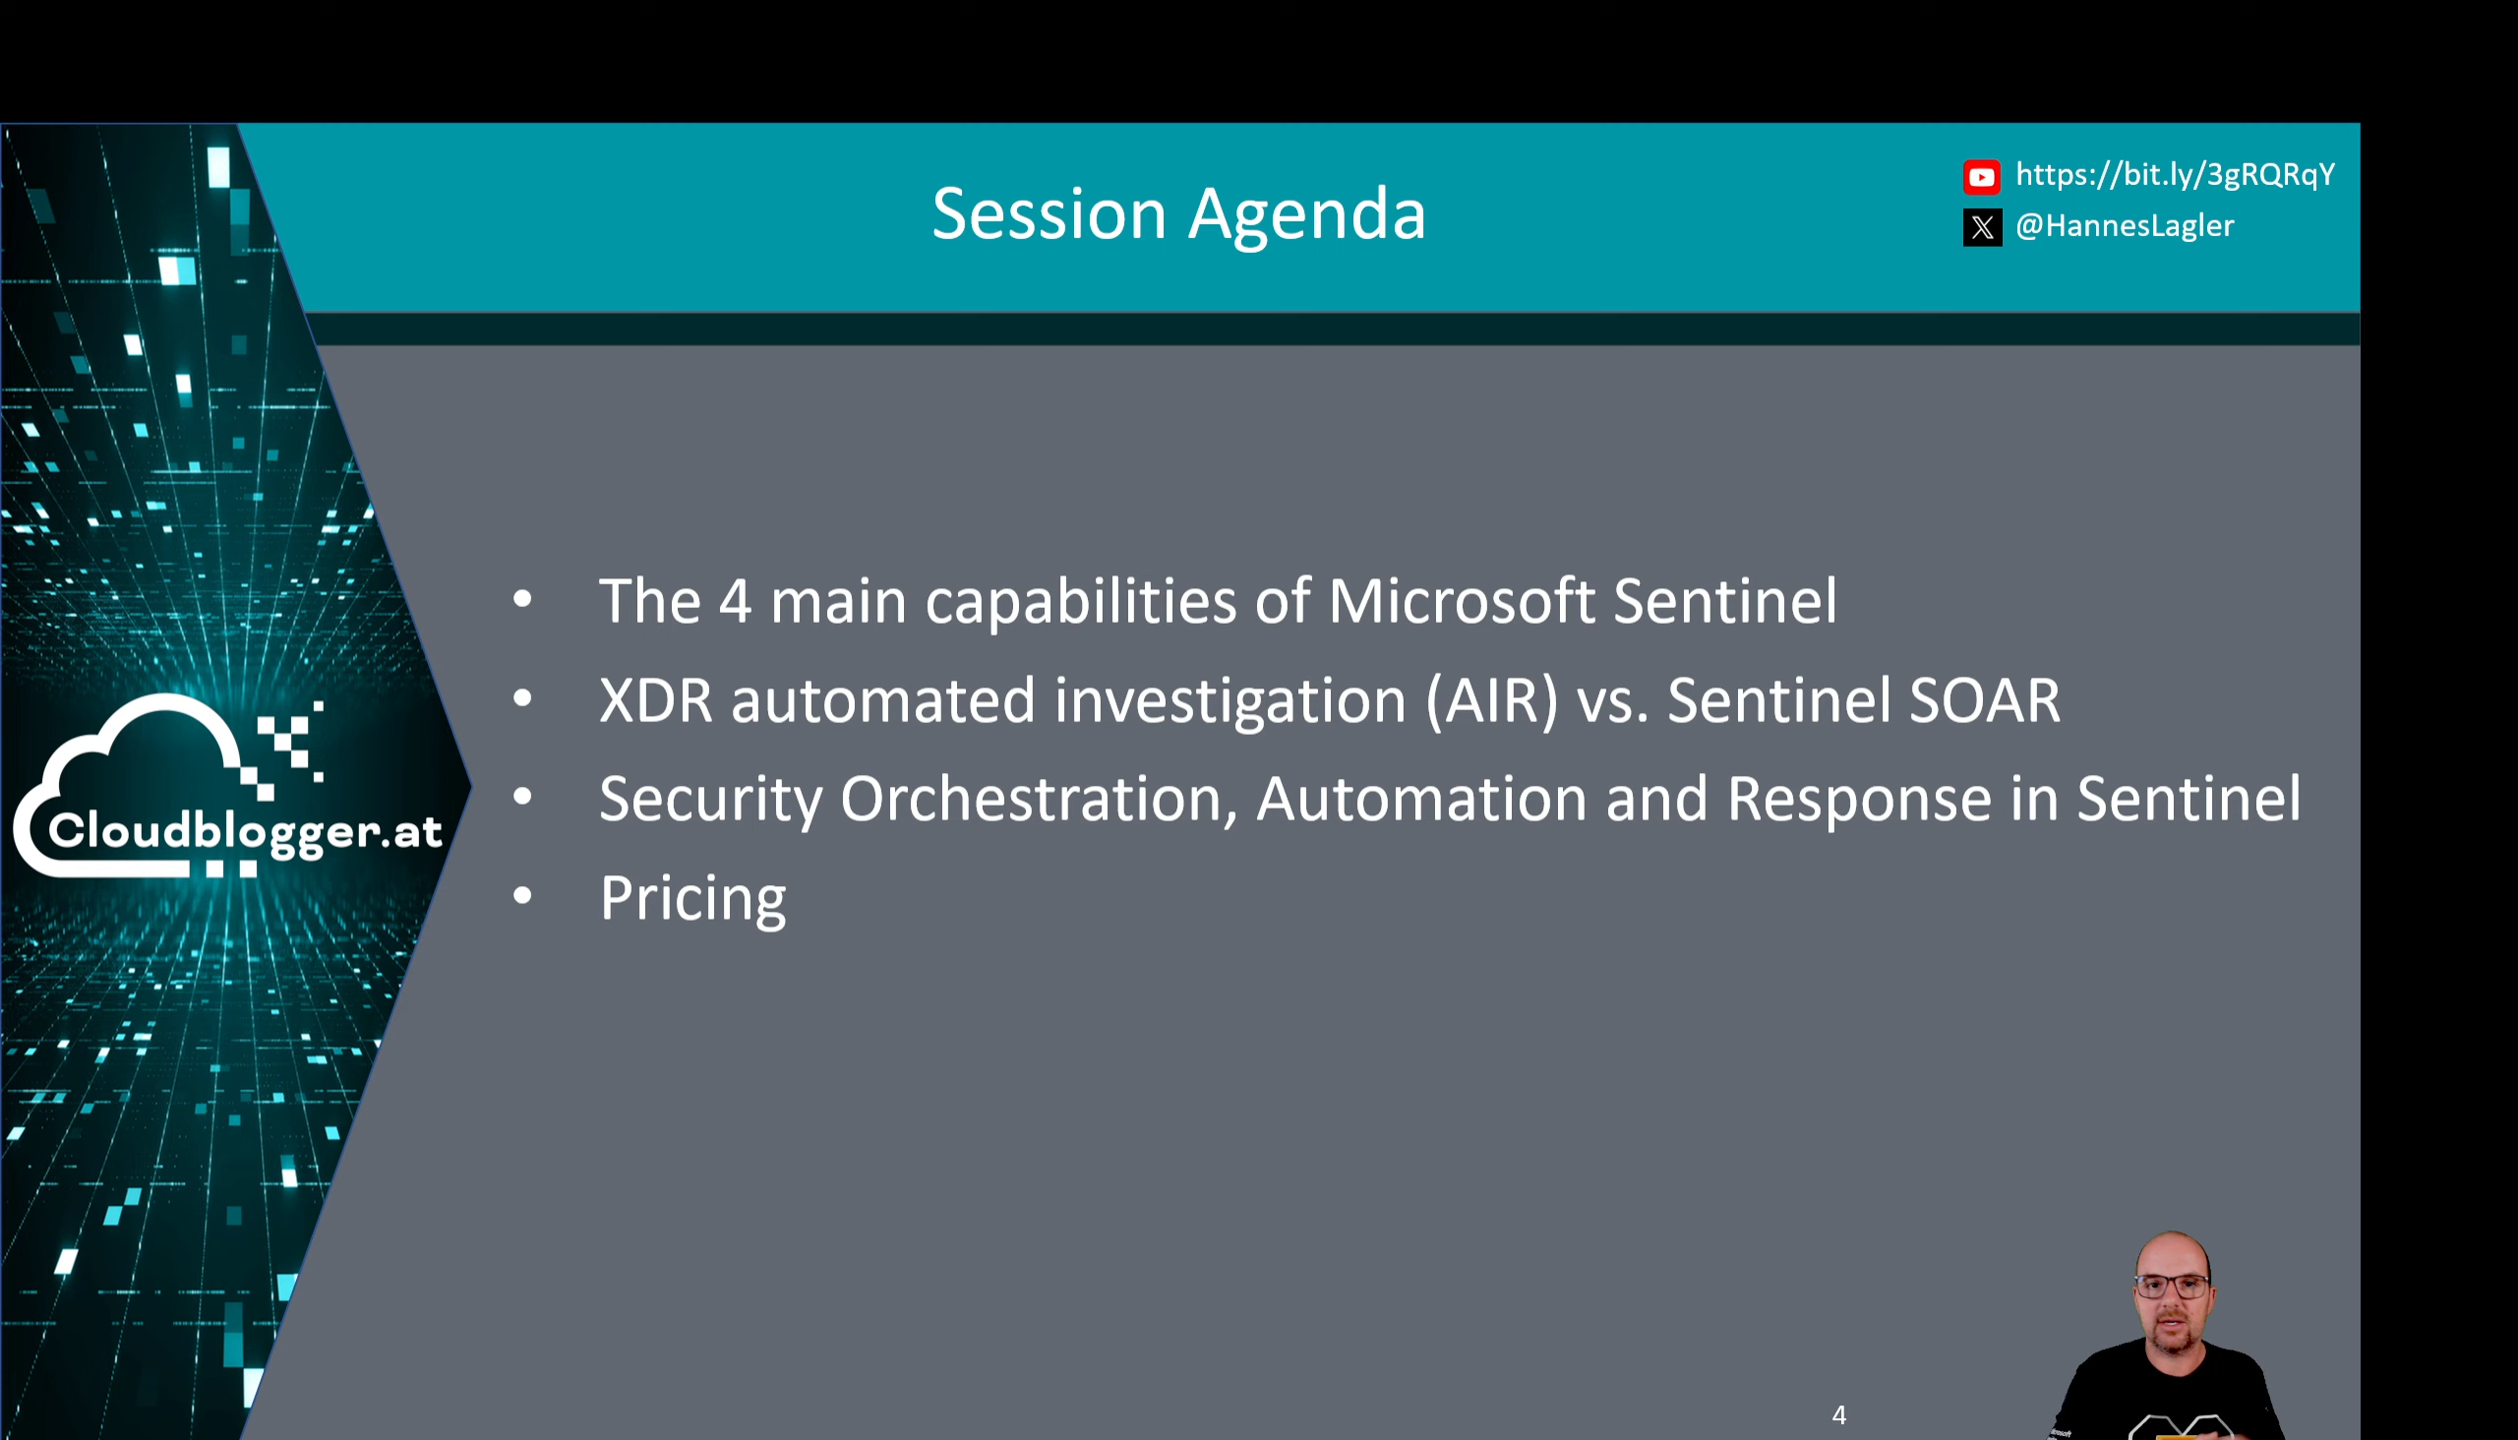 Session Agenda
https://bit.ly/3gRQRqY
@HannesLagler
• The 4 main capabilities of Microsoft Sentinel
• XDR automated investigation (AIR) vs. Sentinel SOAR
• Security Orchestration, Automation and Response in Sentinel
• Pricing
Cloudblogger.at
4